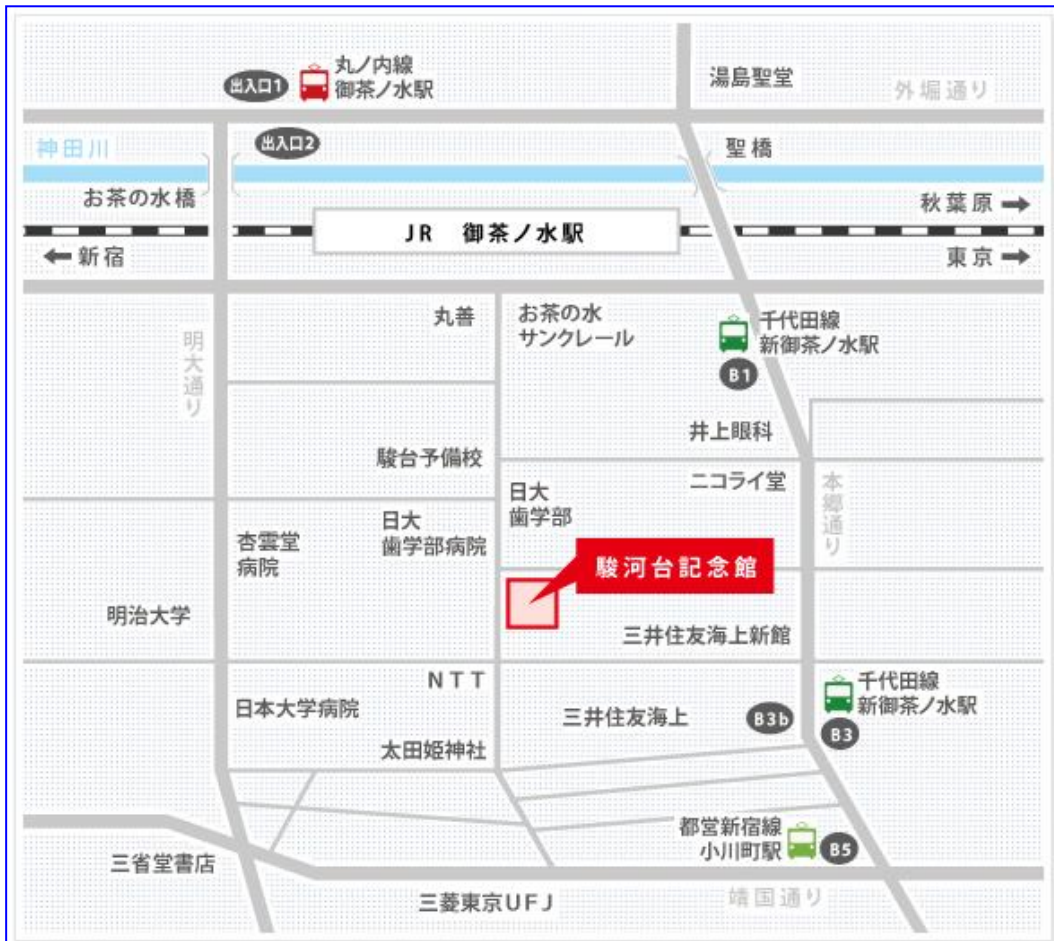 丸ノ内線
御茶ノ水駅
出入口1
湯島聖堂
外堀通り
神田川
出入口2
聖橋
お茶の水橋
秋葉原
JR 御茶ノ水駅
新宿
東京
明大通り
丸善
お茶の水
サンクレール
千代田線
新御茶ノ水駅
B1
井上眼科
駿台予備校
ニコライ堂
本郷通り
日大
歯学部
日大
歯学部病院
杏雲堂
病院
駿河台記念館
明治大学
三井住友海上新館
NTT
日本大学病院
太田姫神社
三井住友海上
B3b
千代田線
新御茶ノ水駅
B3
都営新宿線
小川町駅
B5
三省堂書店
三菱東京UFJ
靖国通り